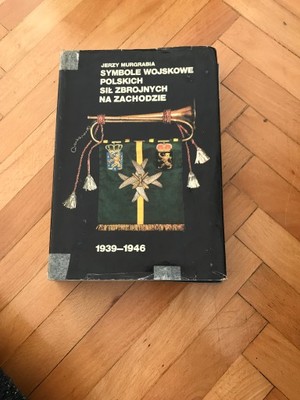 JERZY MURGRABIA
SYMBOLE WOJSKOWE
POLSKICH
SIŁ ZBROJNYCH
NA ZACHODZIE
1939—1946